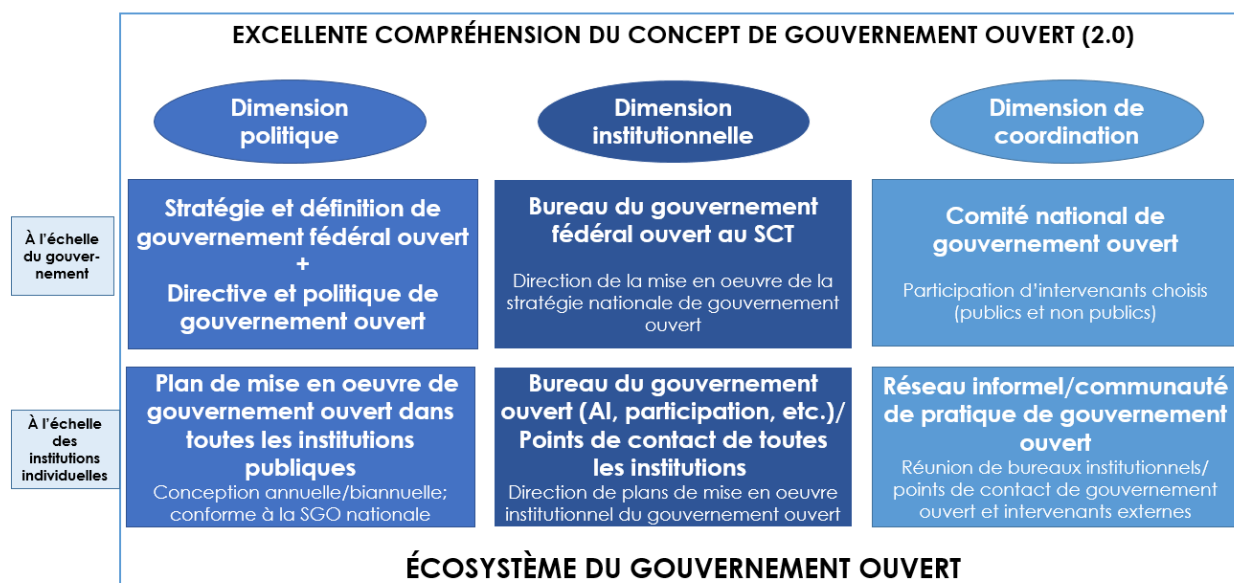 EXCELLENTE COMPRÉHENSION DU CONCEPT DE GOUVERNEMENT OUVERT (2.0)
Dimension
politique
Dimension
institutionnelle
Dimension de
coordination
À l'échelle
du gouver-
nement
Stratégie et définition de
gouvernement fédéral ouvert
+
Directive et politique de
gouvernement ouvert
Bureau du gouvernement
fédéral ouvert au SCT
Direction de la mise en oeuvre de la
stratégie nationale de gouvernement
ouvert
Comité national de
gouvernement ouvert
Participation d'intervenants choisis
(publics et non publics)
À l'échelle
des
institutions
individuelles
Plan de mise en oeuvre de
gouvernement ouvert dans
toutes les institutions
publiques
Conception annuelle/biannuelle;
conforme à la SGO nationale
Bureau du gouvernement
ouvert (AI, participation, etc.)/
Points de contact de toutes
les institutions
Direction de plans de mise en oeuvre
institutionnel du gouvernement ouvert
Réseau informel/communauté
de pratique de gouvernement
ouvert
Réunion de bureaux institutionnels/
points de contact de gouvernement
ouvert et intervenants externes
ÉCOSYSTÈME DU GOUVERNEMENT OUVERT